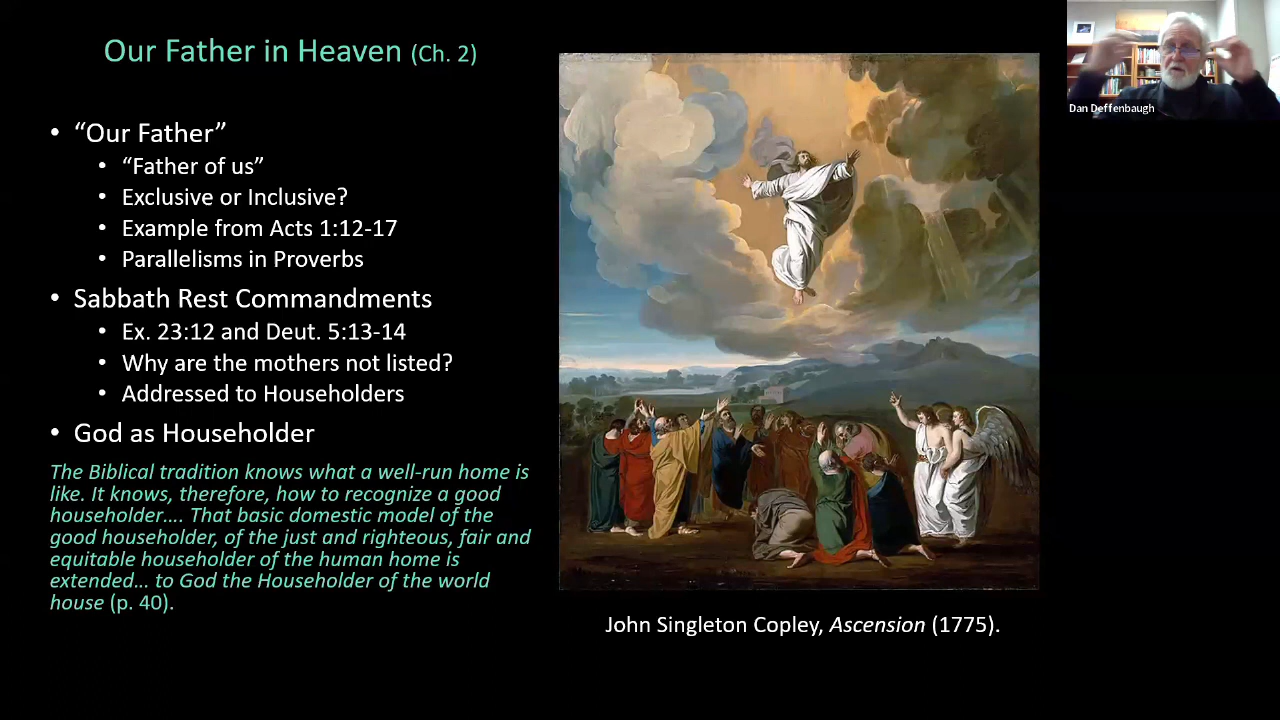 Our Father in Heaven (Ch. 2)
• “Our Father”
• “Father of us”
• Exclusive or Inclusive?
• Example from Acts 1:12-17
• Parallelisms in Proverbs
• Sabbath Rest Commandments
• Ex. 23:12 and Deut. 5:13-14
• Why are the mothers not listed?
• Addressed to Householders
• God as Householder
The Biblical tradition knows what a well-run home is
like. It knows, therefore, how to recognize a good
householder.... That basic domestic model of the
good householder, of the just and righteous, fair and
equitable householder of the human home is
extended... to God the Householder of the world
house (p. 40).
John Singleton Copley, Ascension (1775).
Dan Deffenbaugh